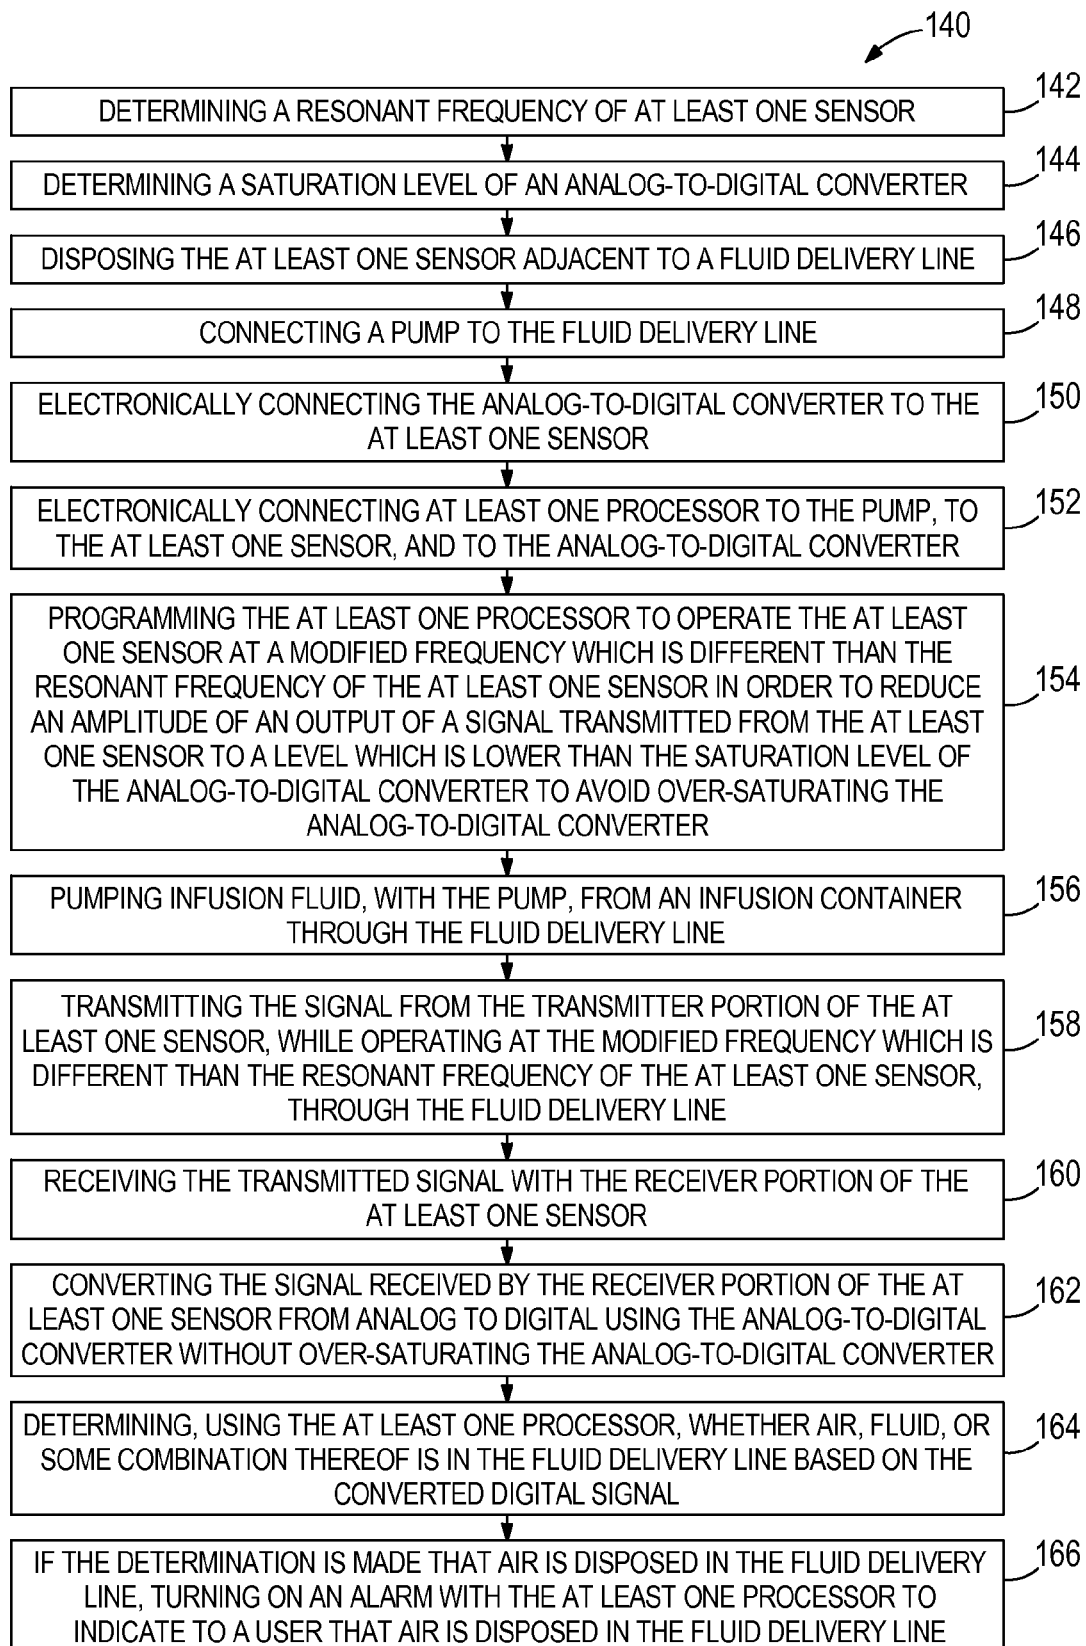 140
DETERMINING A RESONANT FREQUENCY OF AT LEAST ONE SENSOR
142
DETERMINING A SATURATION LEVEL OF AN ANALOG-TO-DIGITAL CONVERTER
144
DISPOSING THE AT LEAST ONE SENSOR ADJACENT TO A FLUID DELIVERY LINE
146
CONNECTING A PUMP TO THE FLUID DELIVERY LINE
148
ELECTRONICALLY CONNECTING THE ANALOG-TO-DIGITAL CONVERTER TO THE
AT LEAST ONE SENSOR
150
ELECTRONICALLY CONNECTING AT LEAST ONE PROCESSOR TO THE PUMP, TO
THE AT LEAST ONE SENSOR, AND TO THE ANALOG-TO-DIGITAL CONVERTER
152
PROGRAMMING THE AT LEAST ONE PROCESSOR TO OPERATE THE AT LEAST
ONE SENSOR AT A MODIFIED FREQUENCY WHICH IS DIFFERENT THAN THE
RESONANT FREQUENCY OF THE AT LEAST ONE SENSOR IN ORDER TO REDUCE
AN AMPLITUDE OF AN OUTPUT OF A SIGNAL TRANSMITTED FROM THE AT LEAST
ONE SENSOR TO A LEVEL WHICH IS LOWER THAN THE SATURATION LEVEL OF
THE ANALOG-TO-DIGITAL CONVERTER TO AVOID OVER-SATURATING THE
ANALOG-TO-DIGITAL CONVERTER
154
PUMPING INFUSION FLUID, WITH THE PUMP, FROM AN INFUSION CONTAINER
THROUGH THE FLUID DELIVERY LINE
156
TRANSMITTING THE SIGNAL FROM THE TRANSMITTER PORTION OF THE AT
LEAST ONE SENSOR, WHILE OPERATING AT THE MODIFIED FREQUENCY WHICH IS
DIFFERENT THAN THE RESONANT FREQUENCY OF THE AT LEAST ONE SENSOR,
THROUGH THE FLUID DELIVERY LINE
158
RECEIVING THE TRANSMITTED SIGNAL WITH THE RECEIVER PORTION OF THE
AT LEAST ONE SENSOR
160
CONVERTING THE SIGNAL RECEIVED BY THE RECEIVER PORTION OF THE AT
LEAST ONE SENSOR FROM ANALOG TO DIGITAL USING THE ANALOG-TO-DIGITAL
CONVERTER WITHOUT OVER-SATURATING THE ANALOG-TO-DIGITAL CONVERTER
162
DETERMINING, USING THE AT LEAST ONE PROCESSOR, WHETHER AIR, FLUID, OR
SOME COMBINATION THEREOF IS IN THE FLUID DELIVERY LINE BASED ON THE
CONVERTED DIGITAL SIGNAL
164
IF THE DETERMINATION IS MADE THAT AIR IS DISPOSED IN THE FLUID DELIVERY
LINE, TURNING ON AN ALARM WITH THE AT LEAST ONE PROCESSOR TO
INDICATE TO A USER THAT AIR IS DISPOSED IN THE FLUID DELIVERY LINE
166